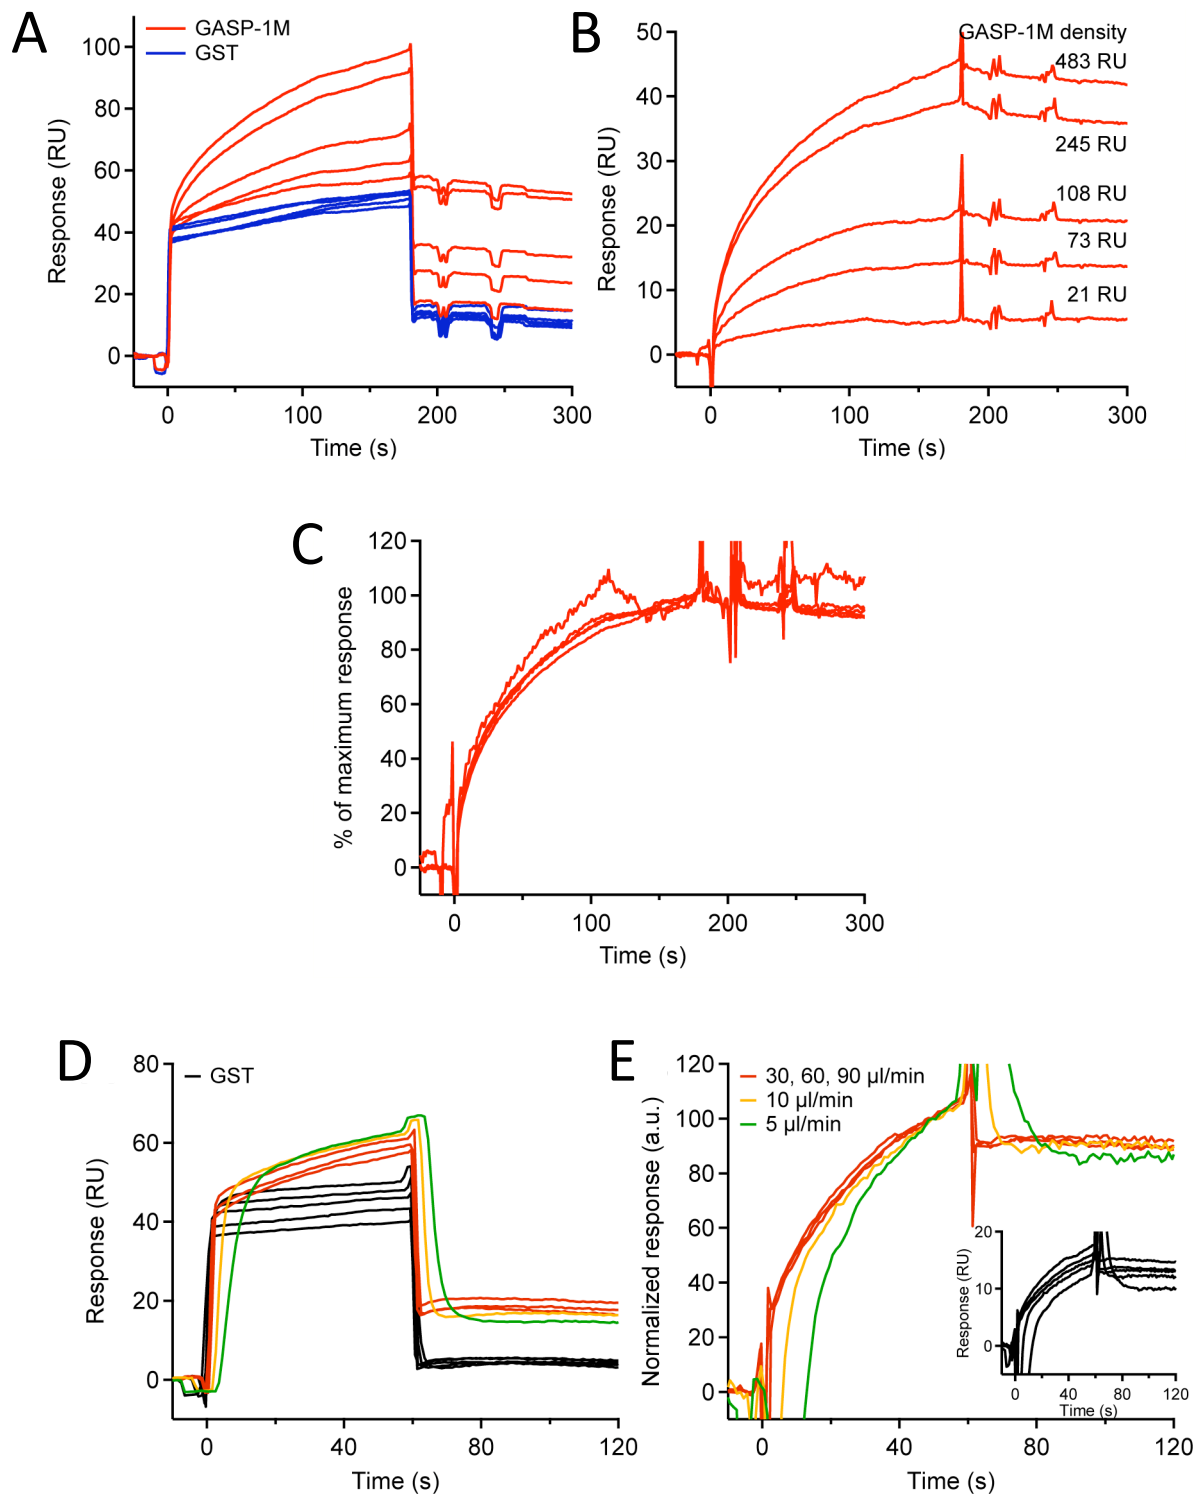 A
GASP-1M
GST
Response (RU)
100
80
60
40
20
0
0 100 200 300
Time (s)
B
GASP-1M density
483 RU
245 RU
108 RU
73 RU
21 RU
Response (RU)
50
40
30
20
10
0
0 100 200 300
Time (s)
C
% of maximum response
120
100
80
60
40
20
0
0 100 200 300
Time (s)
D
GST
Response (RU)
80
60
40
20
0
0 40 80 120
Time (s)
E
30, 60, 90 µl/min
10 µl/min
5 µl/min
Normalized response (a.u.)
120
100
80
60
40
20
0
0 40 80 120
Time (s)
Response (RU)
20
10
0
0 40 80 120
Time (s)